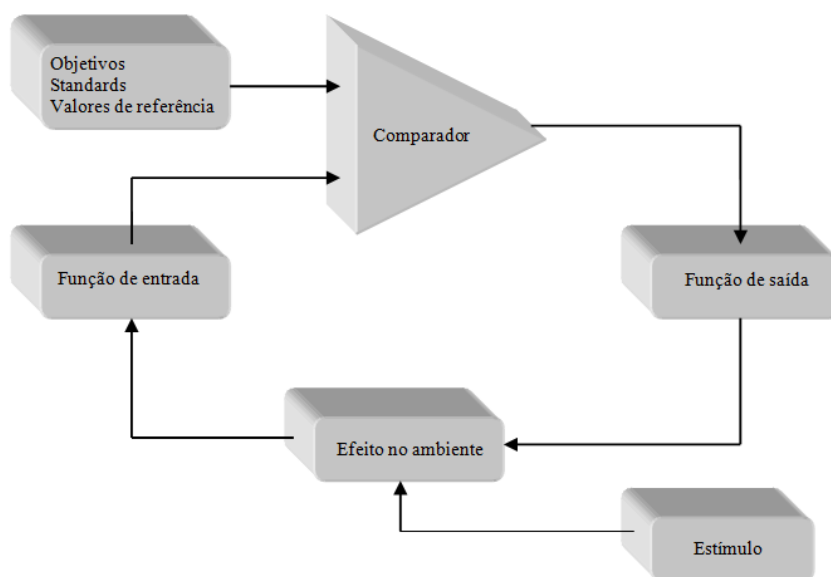 Objetivos
Standards
Valores de referência
Comparador
Função de entrada
Função de saída
Efeito no ambiente
Estímulo